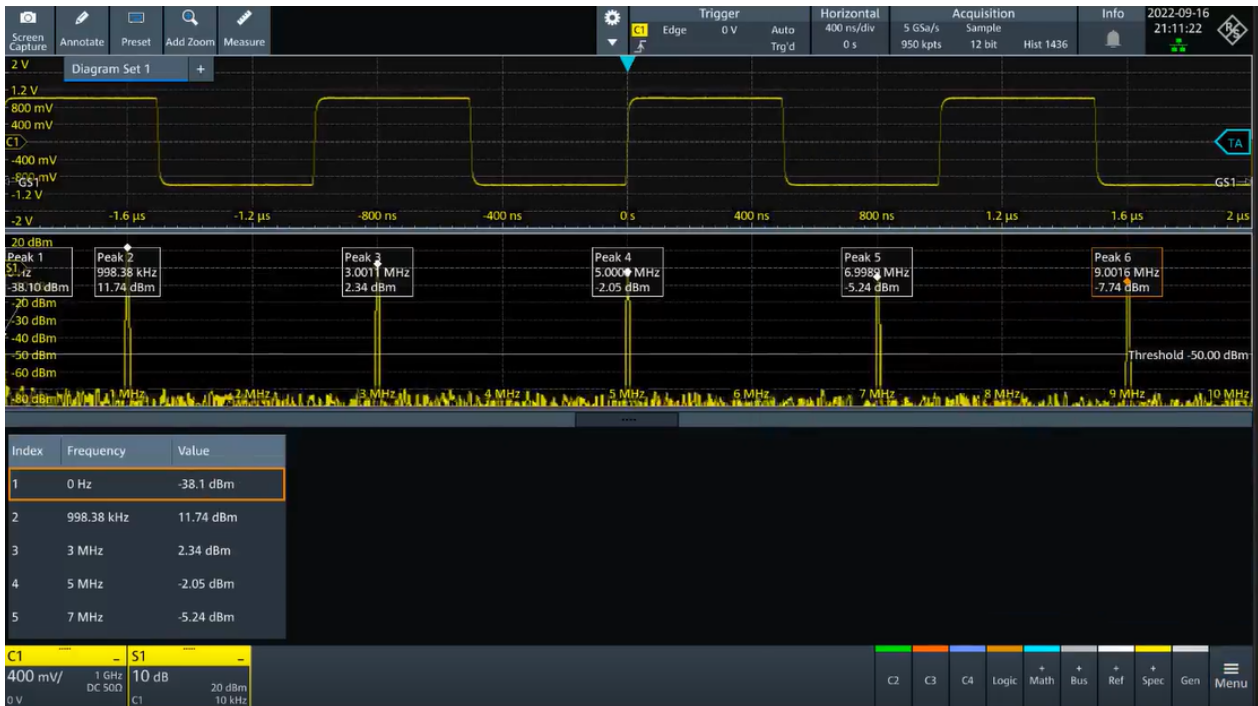 Screen Capture
Annotate
Preset
Add Zoom
Measure
C1
Edge
Trigger
0 V
Auto
Trig'd
Horizontal
400 ns/div
0 s
Acquisition
5 GSa/s
Sample
950 kpts
12 bit
Hist 1436
Info
2022-09-16
21:11:22
R&S
2 V
Diagram Set 1
+
1.2 V
800 mV
400 mV
C1
TA
-400 mV
-800 mV
GS1
GS1
-1.2 V
-2 V
-1.6 µs
-1.2 µs
-800 ns
-400 ns
0 s
400 ns
800 ns
1.2 µs
1.6 µs
2 µs
20 dBm
Peak 1
-38.10 dBm
S1
Peak 2
998.38 kHz
11.74 dBm
Peak 3
3.0011 MHz
2.34 dBm
Peak 4
5.0000 MHz
-2.05 dBm
Peak 5
6.9989 MHz
-5.24 dBm
Peak 6
9.0016 MHz
-7.74 dBm
-20 dBm
-30 dBm
-40 dBm
-50 dBm
Threshold -50.00 dBm
-60 dBm
-80 dBm
1 MHz
2 MHz
3 MHz
4 MHz
5 MHz
6 MHz
7 MHz
8 MHz
9 MHz
10 MHz
Index Frequency Value
1 0 Hz -38.1 dBm
2 998.38 kHz 11.74 dBm
3 3 MHz 2.34 dBm
4 5 MHz -2.05 dBm
5 7 MHz -5.24 dBm
C1
400 mV/
1 GHz
DC 50Ω
0 V
S1
10 dB
20 dBm
C1
10 kHz
C2
C3
C4
Logic
+ Math
+ Bus
+ Ref
+ Spec
Gen
Menu